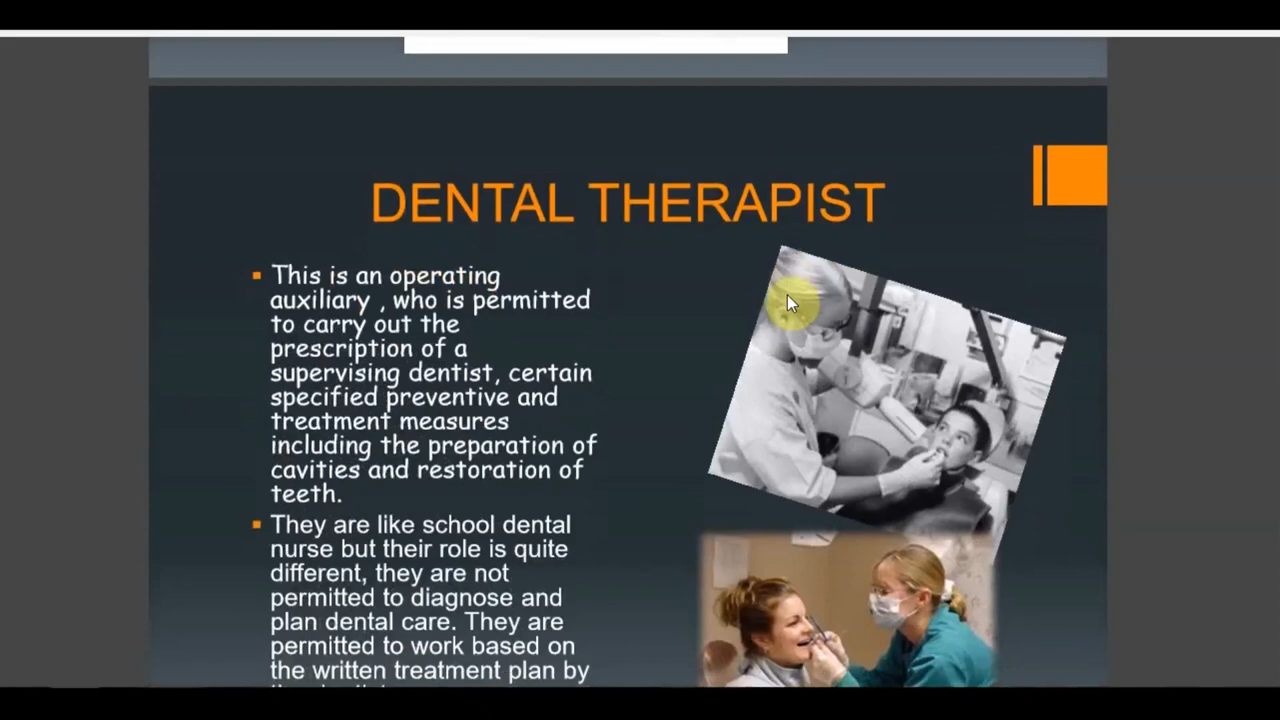 DENTAL THERAPIST
This is an operating
auxiliary , who is permitted
to carry out the
prescription of a
supervising dentist, certain
specified preventive and
treatment measures
including the preparation of
cavities and restoration of
teeth.
They are like school dental
nurse but their role is quite
different, they are not
permitted to diagnose and
plan dental care. They are
permitted to work based on
the written treatment plan by